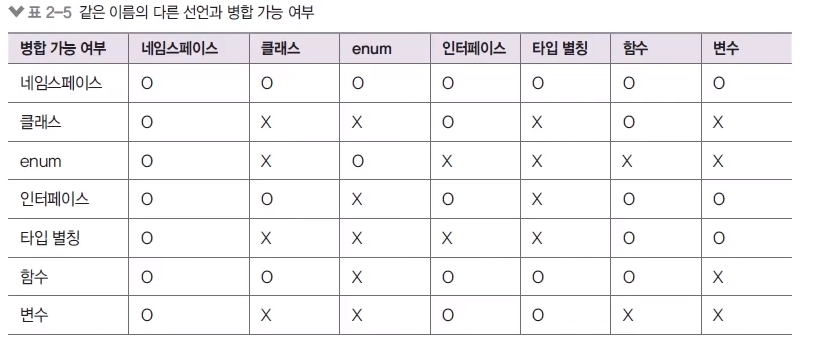 표 2-5 같은 이름의 다른 선언과 병합 가능 여부
병합 가능 여부 네임스페이스 클래스 enum 인터페이스 타입 별칭 함수 변수
네임스페이스 O O O O O O O
클래스 O X X O X O X
enum O X O X X X X
인터페이스 O O X O X O O
타입 별칭 O X X X X O O
함수 O O X O O O X
변수 O X X O O X X